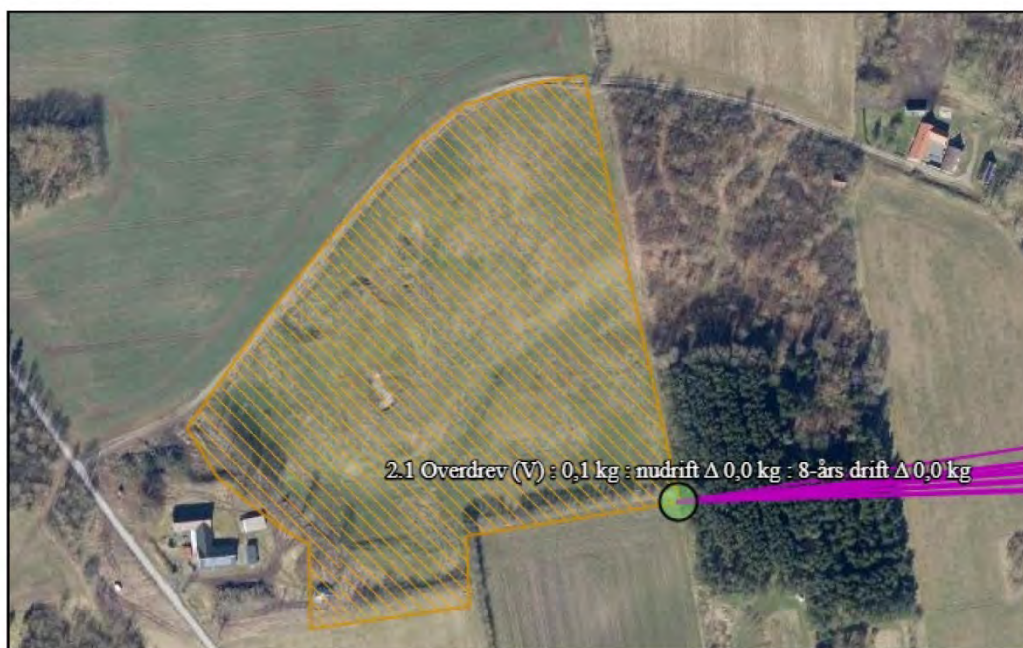 2.1 Overdrev (V) : 0,1 kg : nudrift Δ 0,0 kg : 8-års drift Δ 0,0 kg